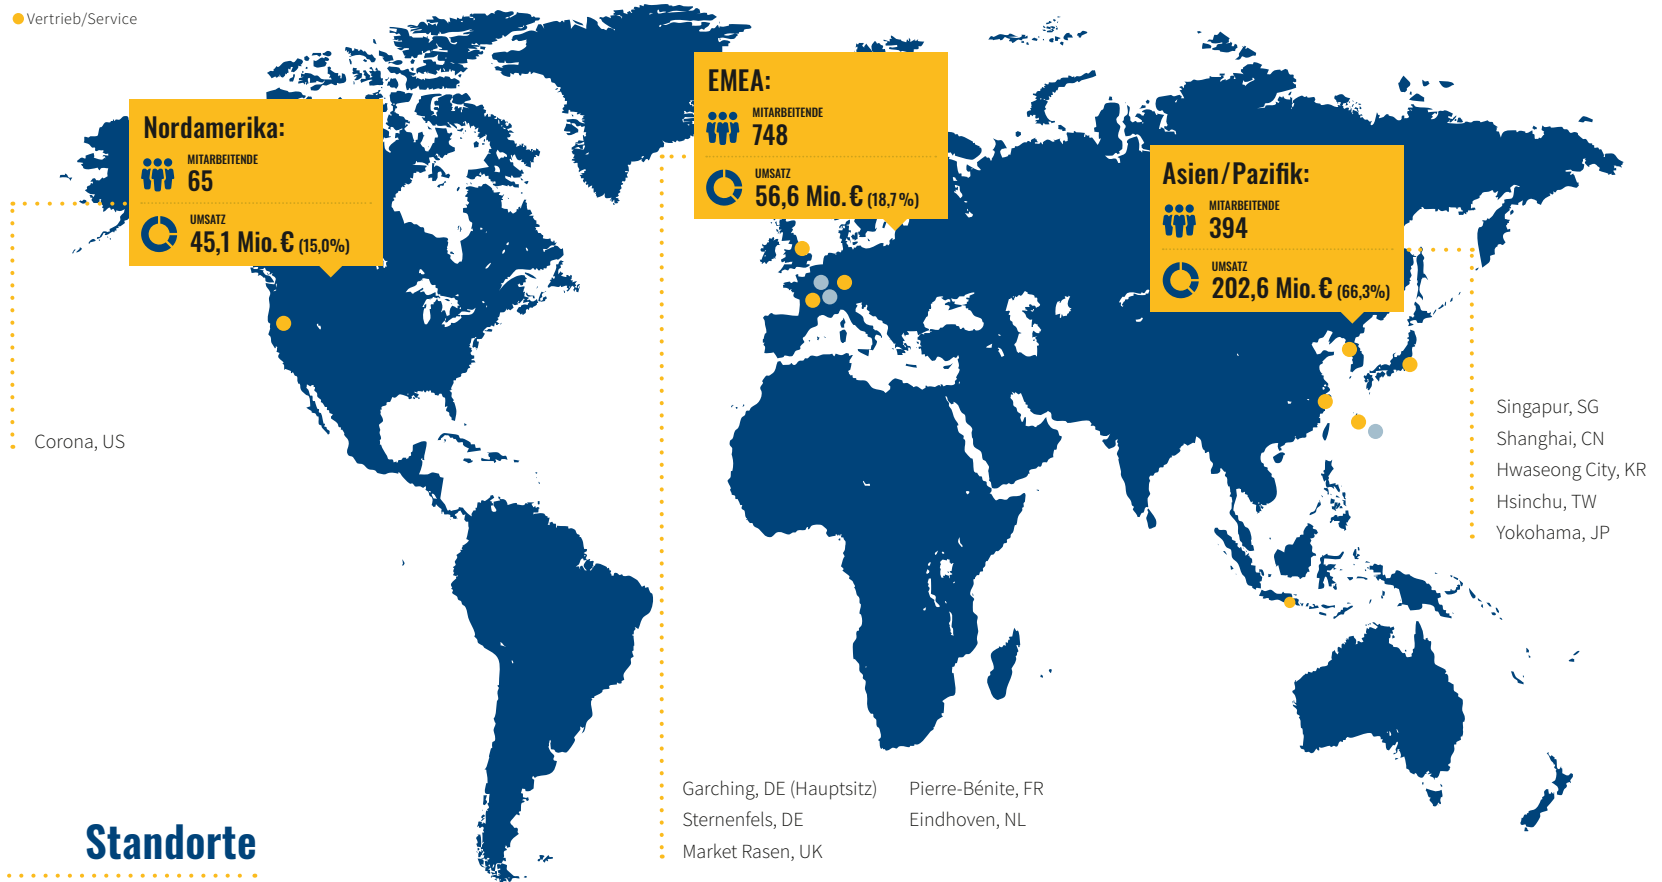 Vertrieb/Service
Nordamerika:
MITARBEITENDE
65
UMSATZ
45,1 Mio. € (15,0%)
EMEA:
MITARBEITENDE
748
UMSATZ
56,6 Mio. € (18,7 %)
Asien/Pazifik:
MITARBEITENDE
394
UMSATZ
202,6 Mio. € (66,3%)
Corona, US
Singapur, SG
Shanghai, CN
Hwaseong City, KR
Hsinchu, TW
Yokohama, JP
Garching, DE (Hauptsitz)
Sternenfels, DE
Market Rasen, UK
Pierre-Bénite, FR
Eindhoven, NL
Standorte